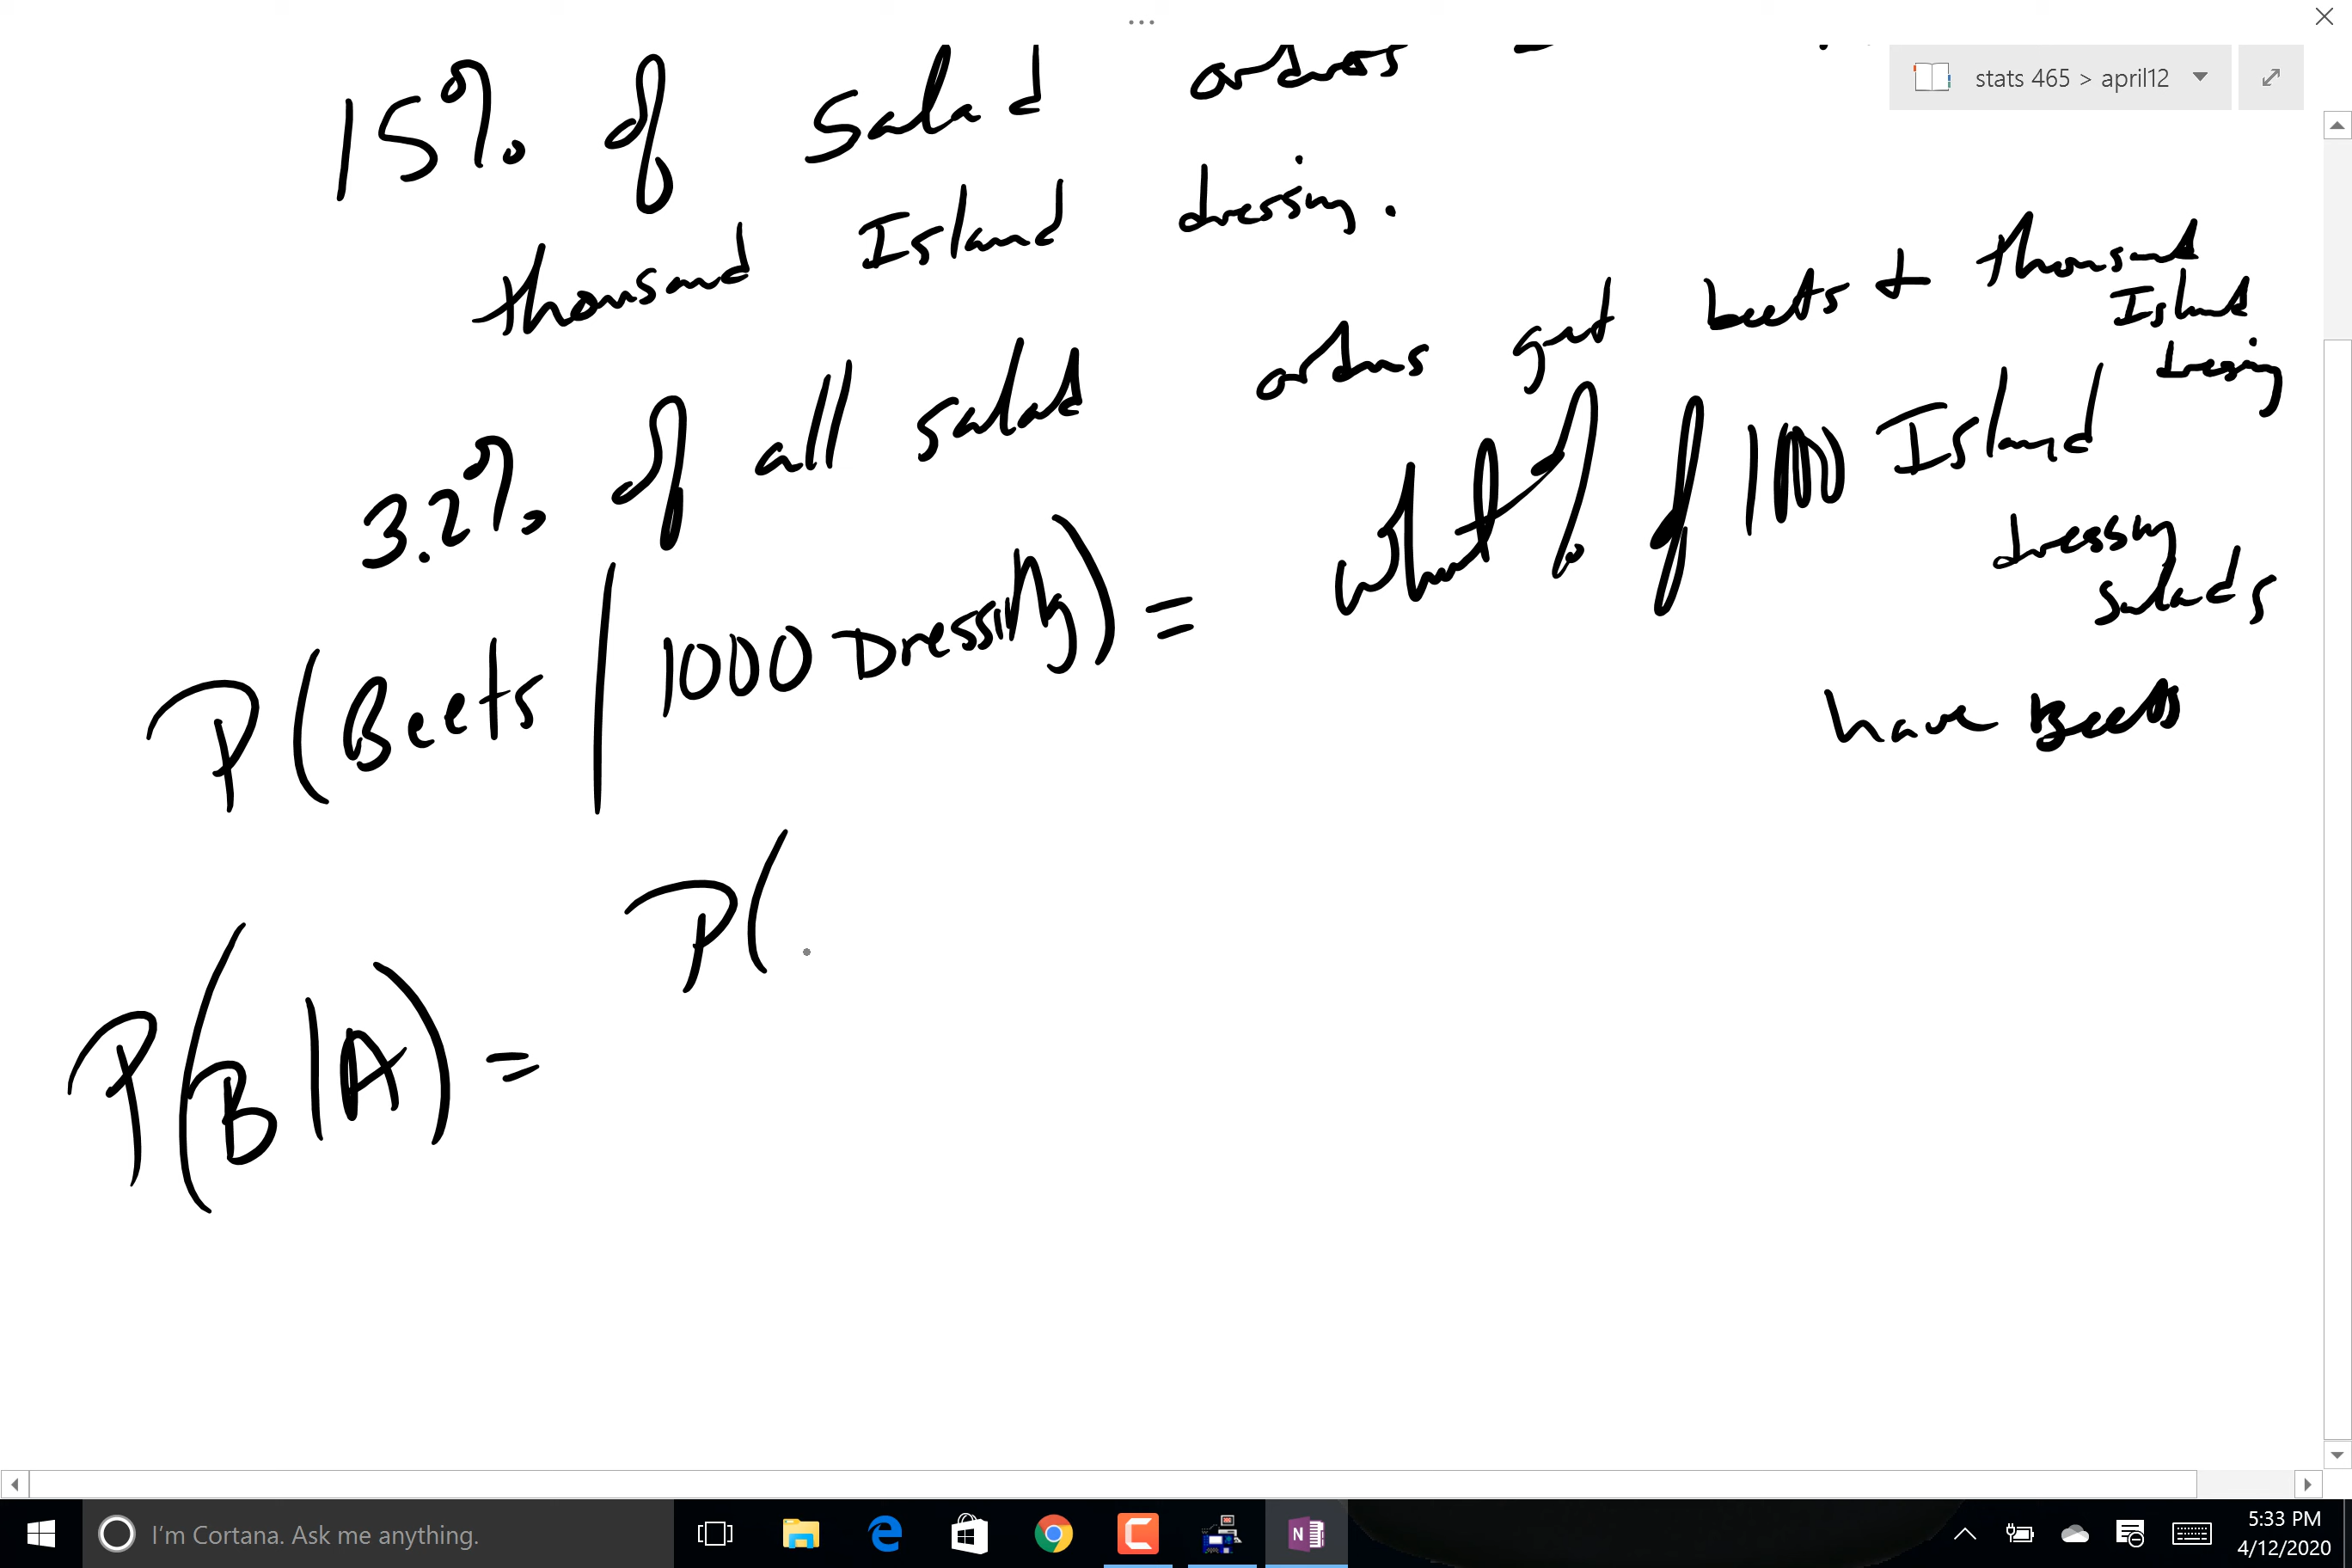 stats 465 > april12
15% of salad orders
thousand Island dressing.
3.2% of all salad orders get beets + thousand
Island
dressing
P(Beets | 1000 Dressing) = what % of 1000 Island
dressing
salads
have Beets
P(B|A) = P(
I'm Cortana. Ask me anything.
5:33 PM
4/12/2020